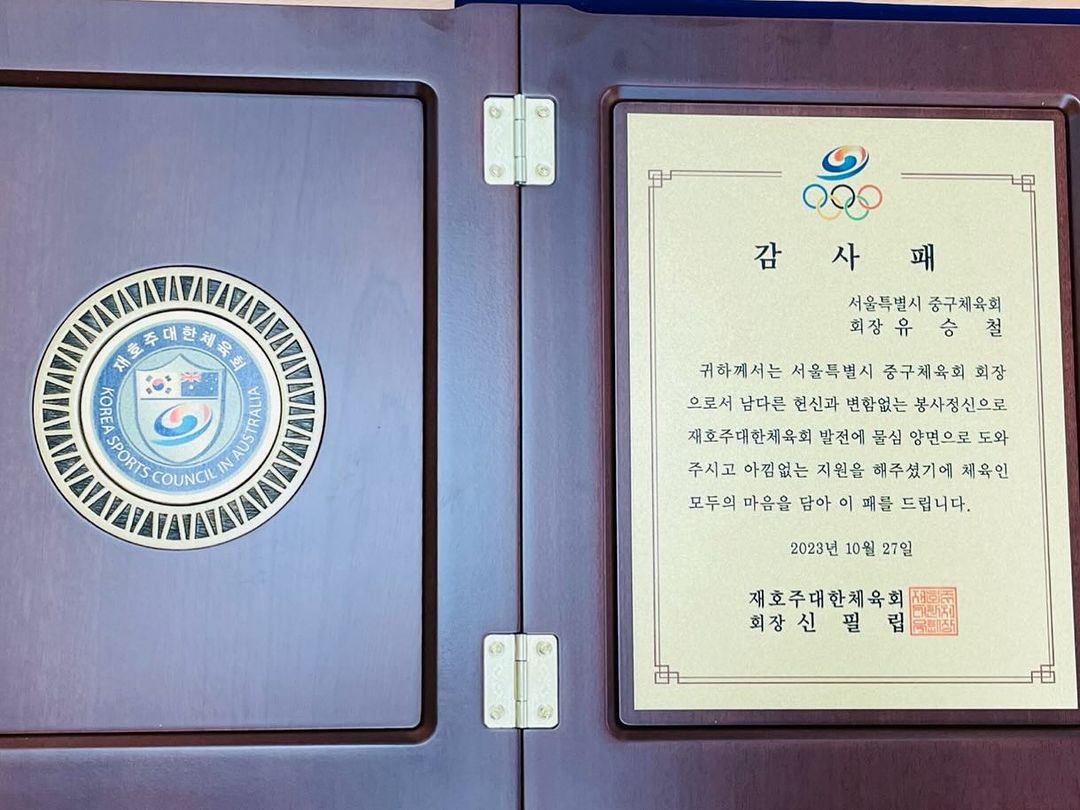 재호주대한체육회
KOREA SPORTS COUNCIL IN AUSTRALIA
감 사 패
서울특별시 중구체육회
회장 유 승 철
귀하께서는 서울특별시 중구체육회 회장
으로서 남다른 헌신과 변함없는 봉사정신으로
재호주대한체육회 발전에 물심 양면으로 도와
주시고 아낌없는 지원을 해주셨기에 체육인
모두의 마음을 담아 이 패를 드립니다.
2023년 10월 27일
재호주대한체육회
회장 신 필 립